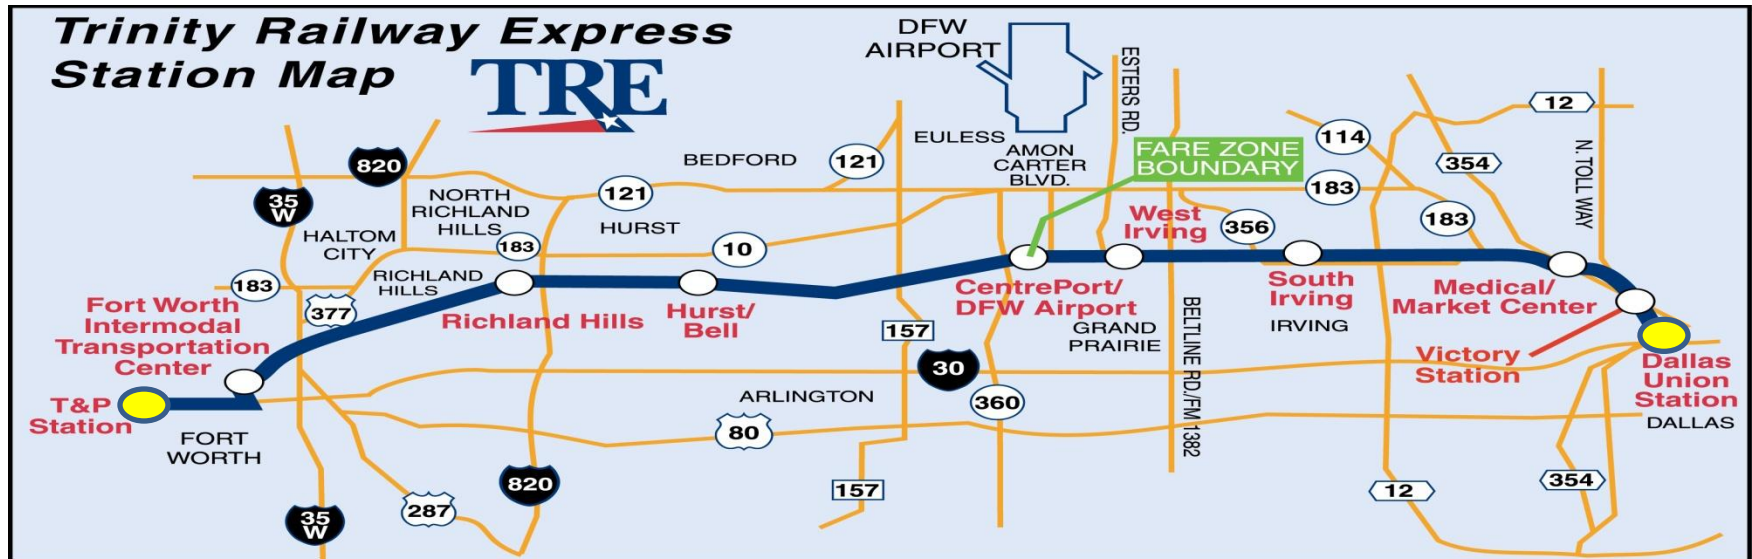 Trinity Railway Express
Station Map
TRE
DFW
AIRPORT
ESTERS RD.
12
N. TOLL WAY
820
121
EULESS
AMON
CARTER
BLVD.
FARE ZONE
BOUNDARY
114
354
BEDFORD
35
W
NORTH
RICHLAND
HILLS
121
183
HALTOM
CITY
183
HURST
10
West
Irving
356
183
183
RICHLAND
HILLS
377
Fort Worth
Intermodal
Transportation
Center
Richland Hills
Hurst/
Bell
CentrePort/
DFW Airport
South
Irving
Medical/
Market Center
157
GRAND
PRAIRIE
BELTLINE RD./FM 1382
IRVING
Victory
Station
Dallas
Union
Station
DALLAS
30
T&P
Station
ARLINGTON
360
FORT
WORTH
80
820
157
12
354
287
35
W